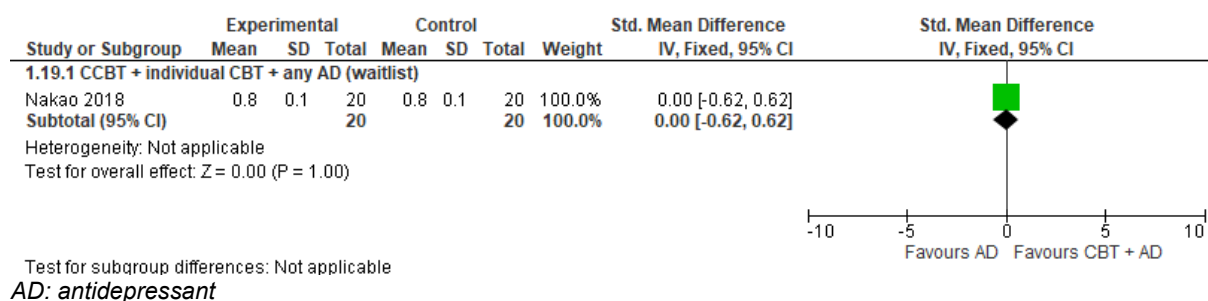 Experimental Control Std. Mean Difference Std. Mean Difference
Study or Subgroup Mean SD Total Mean SD Total Weight IV, Fixed, 95% CI IV, Fixed, 95% CI
1.19.1 CCBT + individual CBT + any AD (waitlist)
Nakao 2018 0.8 0.1 20 0.8 0.1 20 100.0% 0.00 [-0.62, 0.62]
Subtotal (95% CI) 20 20 100.0% 0.00 [-0.62, 0.62]
Heterogeneity: Not applicable
Test for overall effect: Z = 0.00 (P = 1.00)
-10 -5 0 5 10
Favours AD Favours CBT + AD
Test for subgroup differences: Not applicable
AD: antidepressant